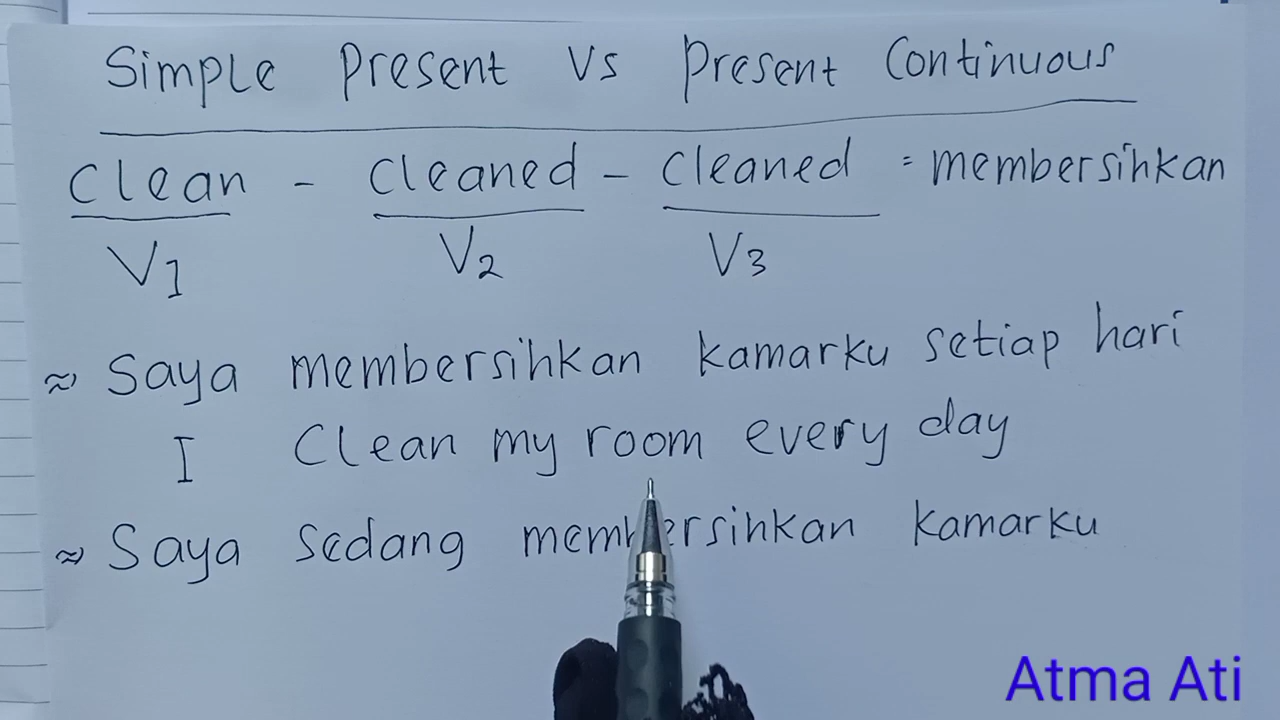 Simple Present Vs Present Continuous
Clean - Cleaned - Cleaned = membersihkan
V1 V2 V3
≈ Saya membersihkan kamarku setiap hari
I Clean my room every day
≈ Saya sedang membersihkan kamarku
Atma Ati